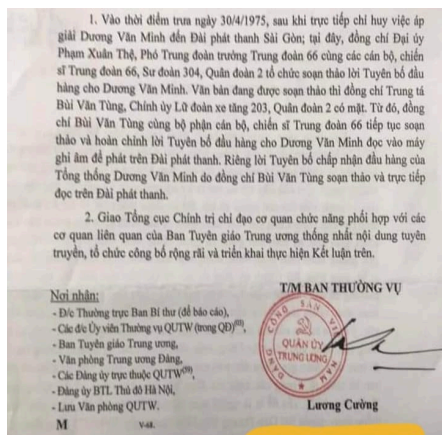 1. Vào thời điểm trưa ngày 30/4/1975, sau khi trực tiếp chỉ huy việc áp
giải Dương Văn Minh đến Đài phát thanh Sài Gòn; tại đây, đồng chí Đại úy
Phạm Xuân Thệ, Phó Trung đoàn trưởng Trung đoàn 66 cùng các cán bộ, chiến
sĩ Trung đoàn 66, Sư đoàn 304, Quân đoàn 2 tổ chức soạn thảo lời Tuyên bố đầu
hàng cho Dương Văn Minh. Văn bản đang được soạn thảo thì đồng chí Trung tá
Bùi Văn Tùng, Chính ủy Lữ đoàn xe tăng 203, Quân đoàn 2 có mặt. Từ đó, đồng
chí Bùi Văn Tùng cùng bộ phận cán bộ, chiến sĩ Trung đoàn 66 tiếp tục soạn
thảo và hoàn chỉnh lời Tuyên bố đầu hàng cho Dương Văn Minh đọc vào máy
ghi âm để phát trên Đài phát thanh. Riêng lời Tuyên bố chấp nhận đầu hàng của
Tổng thống Dương Văn Minh do đồng chí Bùi Văn Tùng soạn thảo và trực tiếp
đọc trên Đài phát thanh.
2. Giao Tổng cục Chính trị chỉ đạo cơ quan chức năng phối hợp với các
cơ quan liên quan của Ban Tuyên giáo Trung ương thống nhất nội dung tuyên
truyền, tổ chức công bố rộng rãi và triển khai thực hiện Kết luận trên.
T/M BAN THƯỜNG VỤ
Nơi nhận:
- Đ/c Thường trực Ban Bí thư (để báo cáo),
- Các đ/c Ủy viên Thường vụ QUTW (trong QĐ)
- Ban Tuyên giáo Trung ương,
- Văn phòng Trung ương Đảng,
- Các Đảng ủy trực thuộc QUTW
- Đảng ủy BTL Thủ đô Hà Nội,
- Lưu Văn phòng QUTW.
M V-68.
ĐẢNG CỘNG SẢN VIỆT NAM
QUÂN ỦY
TRUNG ƯƠNG
Lương Cường